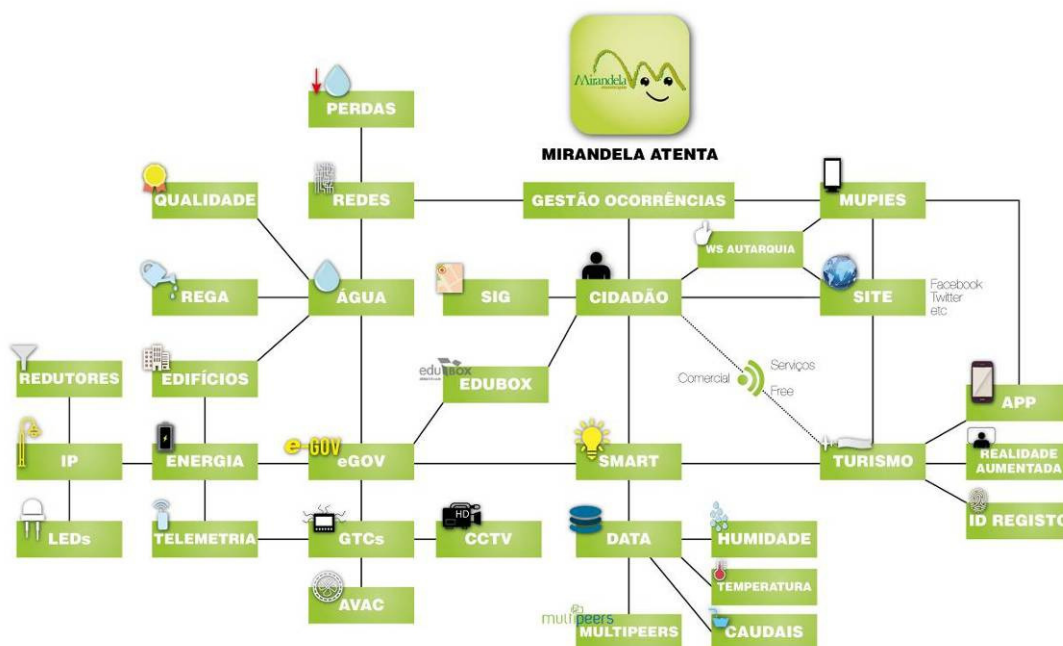 Mirandela
MIRANDELA ATENTA
PERDAS
QUALIDADE
REDES
GESTÃO OCORRÊNCIAS
MUPIES
WS AUTARQUIA
REGA
ÁGUA
SIG
CIDADÃO
SITE
Facebook
Twitter
etc
REDUTORES
EDIFÍCIOS
edu BOX
EDUBOX
Comercial
Serviços
Free
APP
IP
ENERGIA
e-GOV
eGOV
SMART
TURISMO
REALIDADE
AUMENTADA
LEDs
TELEMETRIA
GTCs
HD
CCTV
DATA
HUMIDADE
ID REGISTO
TEMPERATURA
AVAC
multipeers
MULTIPEERS
CAUDAIS